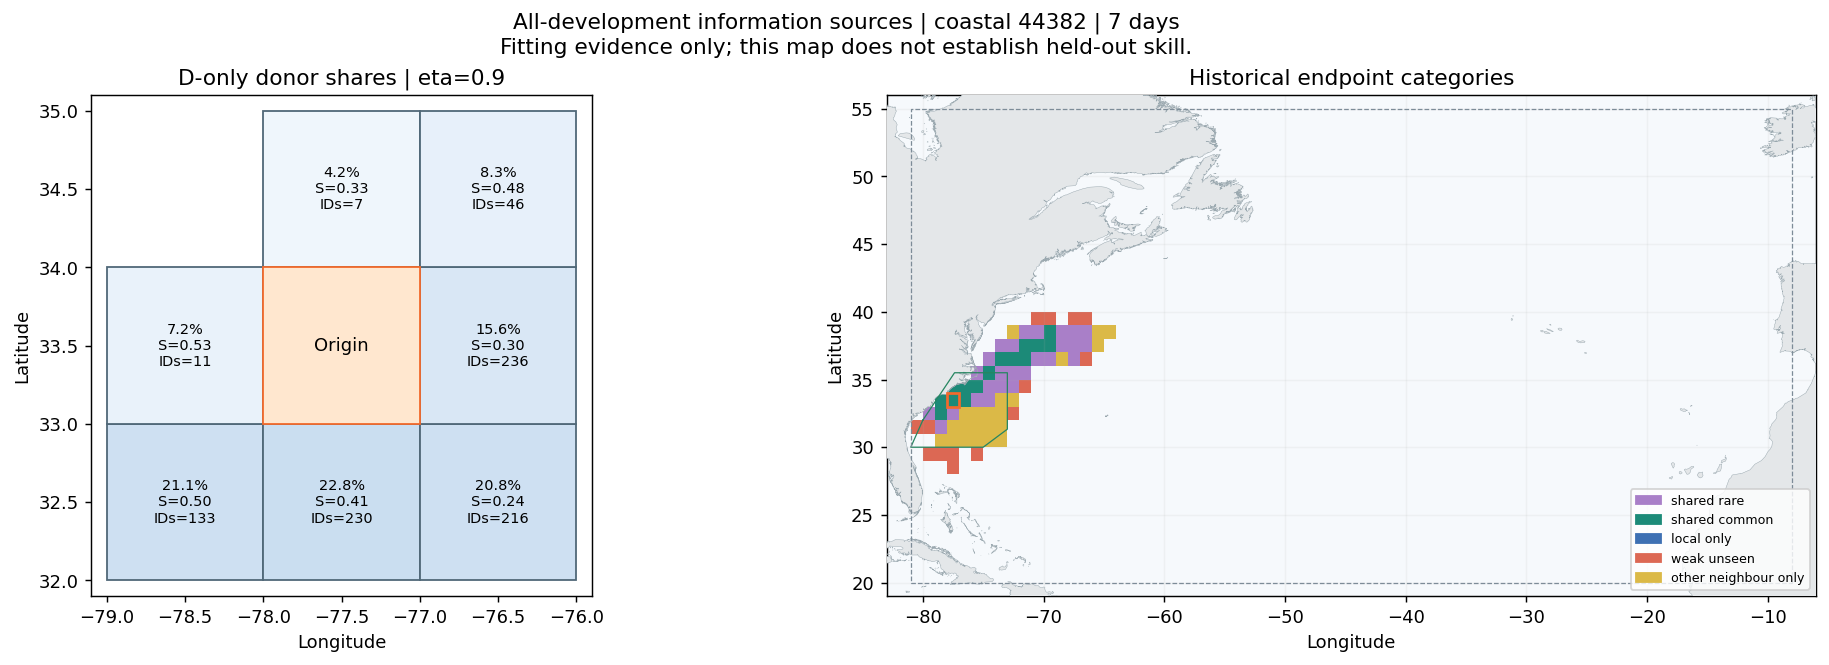 All-development information sources | coastal 44382 | 7 days
Fitting evidence only; this map does not establish held-out skill.
D-only donor shares | eta=0.9
35.0
34.5
34.0
33.5
33.0
32.5
32.0
Latitude
4.2%
S=0.33
IDs=7
8.3%
S=0.48
IDs=46
7.2%
S=0.53
IDs=11
Origin
15.6%
S=0.30
IDs=236
21.1%
S=0.50
IDs=133
22.8%
S=0.41
IDs=230
20.8%
S=0.24
IDs=216
−79.0 −78.5 −78.0 −77.5 −77.0 −76.5 −76.0
Longitude
Historical endpoint categories
55
50
45
40
35
30
25
20
Latitude
shared rare
shared common
local only
weak unseen
other neighbour only
−80 −70 −60 −50 −40 −30 −20 −10
Longitude